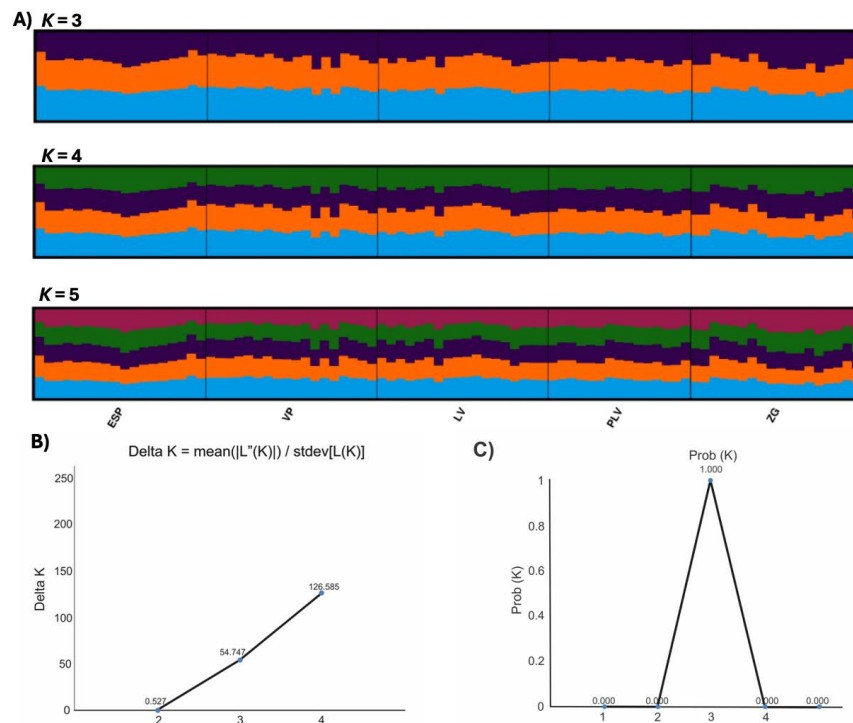 A)
K = 3
K = 4
K = 5
ESP
VP
LV
PLV
ZG
B)
Delta K = mean(|L”(K)|) / stdev[L(K)]
Delta K
250
200
150
100
50
0
0.527
54.747
126.585
2
3
4
C)
Prob (K)
1.000
Prob (K)
1
0.8
0.6
0.4
0.2
0
0.000
0.000
0.000
0.000
1
2
3
4